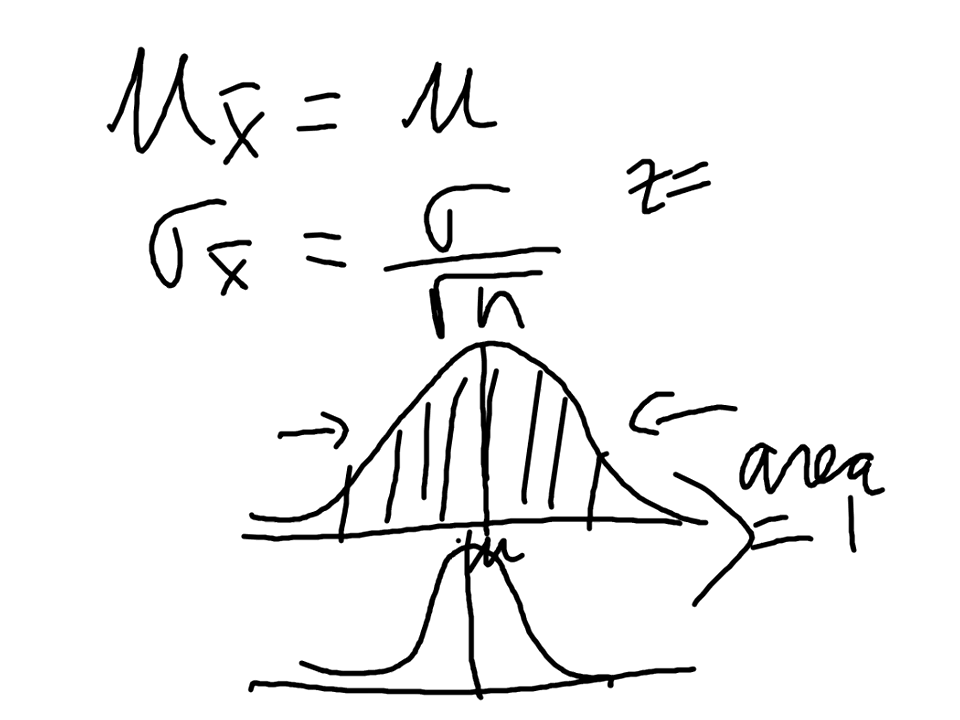 μx̄ = μ
z=
σx̄ = σ/√n
area
= 1
μ